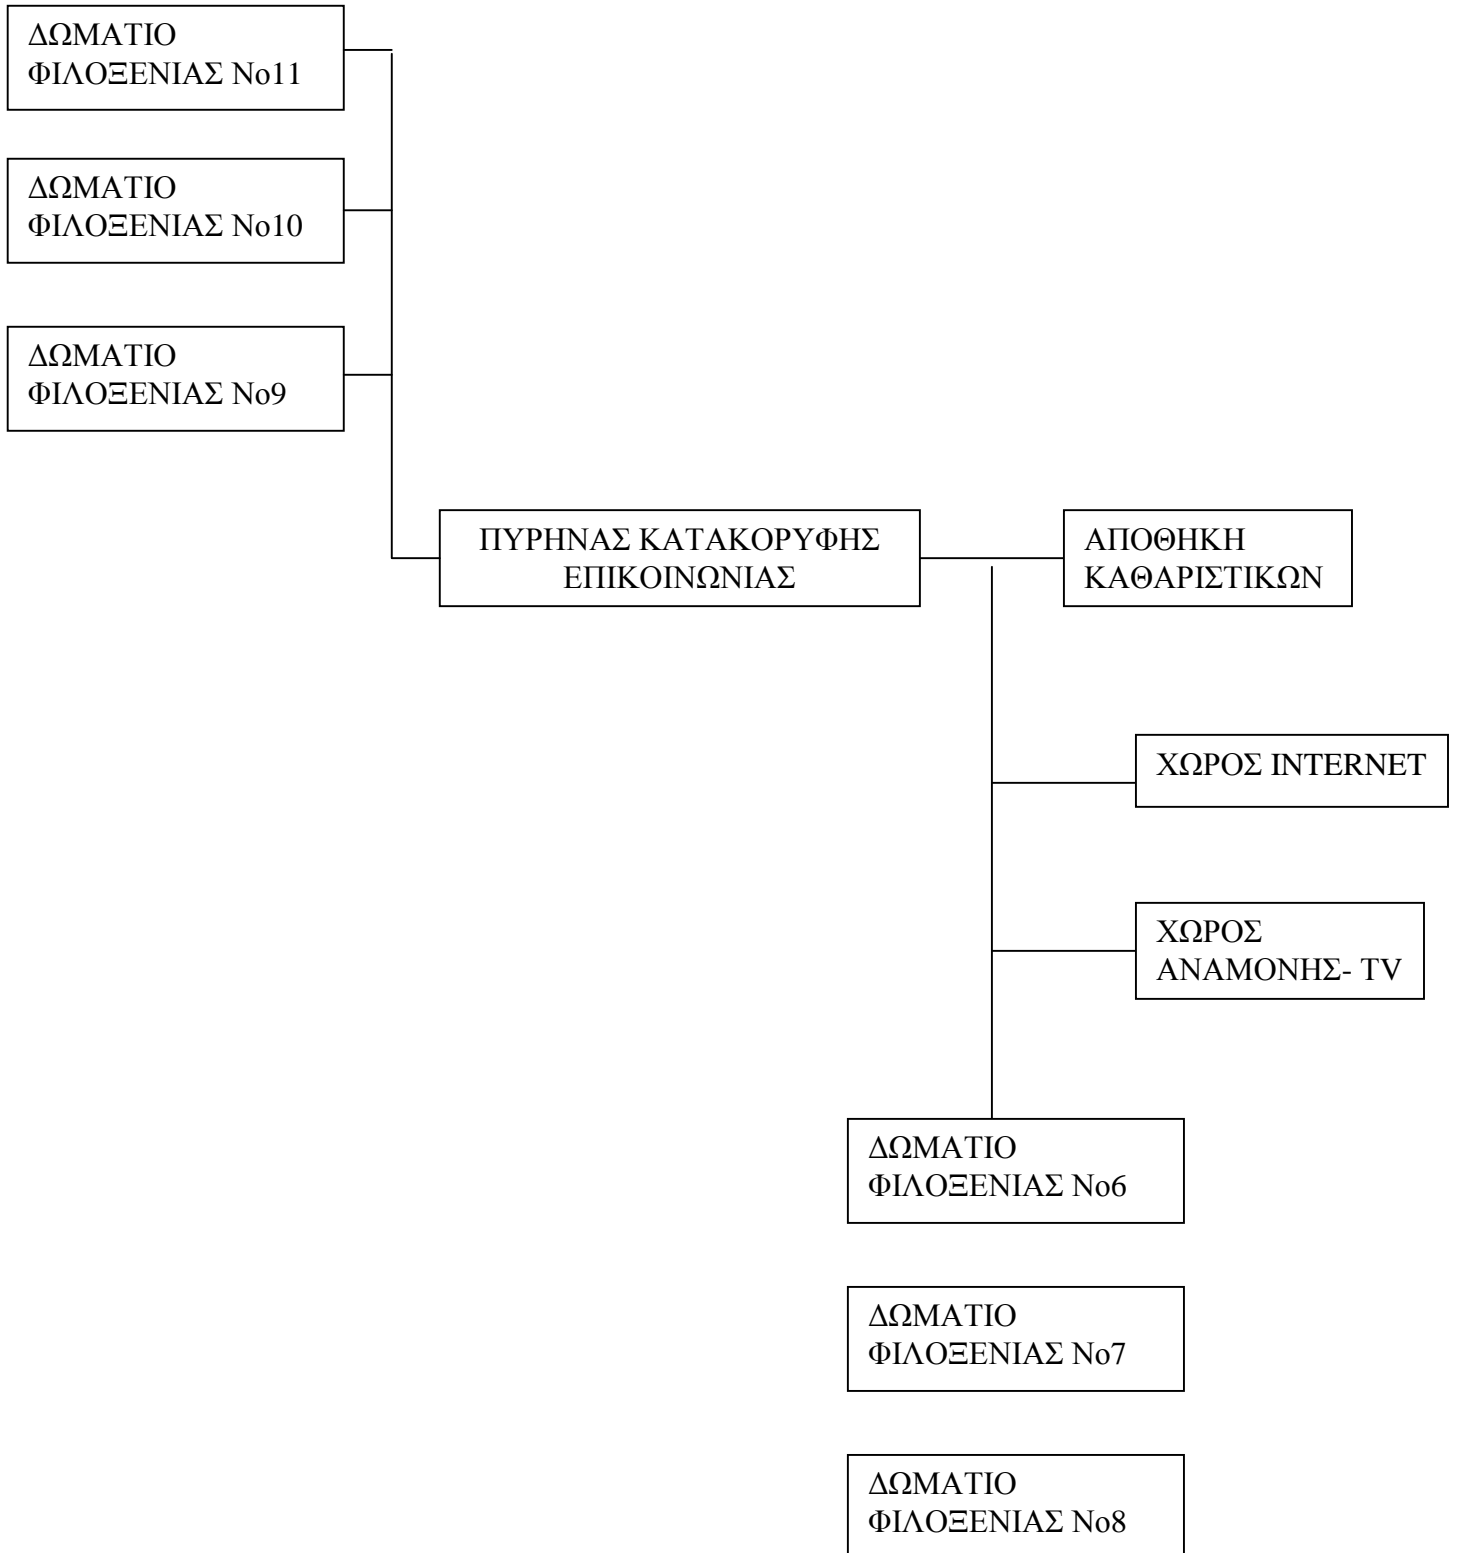 ΔΩΜΑΤΙΟ
ΦΙΛΟΞΕΝΙΑΣ Νο11
ΔΩΜΑΤΙΟ
ΦΙΛΟΞΕΝΙΑΣ Νο10
ΔΩΜΑΤΙΟ
ΦΙΛΟΞΕΝΙΑΣ Νο9
ΠΥΡΗΝΑΣ ΚΑΤΑΚΟΡΥΦΗΣ
ΕΠΙΚΟΙΝΩΝΙΑΣ
ΑΠΟΘΗΚΗ
ΚΑΘΑΡΙΣΤΙΚΩΝ
ΧΩΡΟΣ INTERNET
ΧΩΡΟΣ
ΑΝΑΜΟΝΗΣ- TV
ΔΩΜΑΤΙΟ
ΦΙΛΟΞΕΝΙΑΣ Νο6
ΔΩΜΑΤΙΟ
ΦΙΛΟΞΕΝΙΑΣ Νο7
ΔΩΜΑΤΙΟ
ΦΙΛΟΞΕΝΙΑΣ Νο8